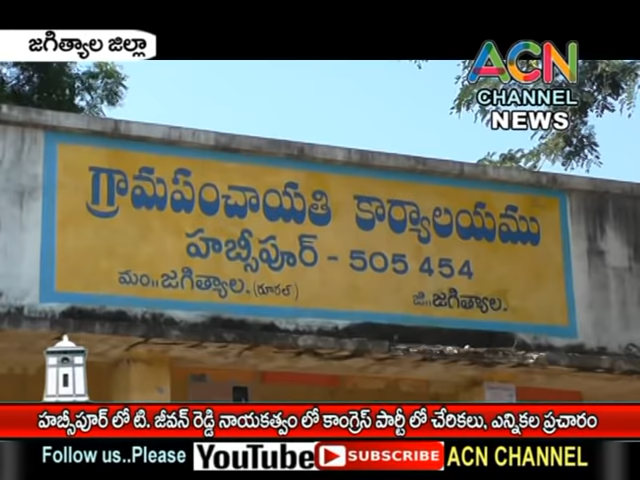 జగిత్యాల జిల్లా
ACN
CHANNEL
NEWS
గ్రామపంచాయతి కార్యాలయము
హబ్సీపూర్ - 505 454
మం॥ జగిత్యాల. (రూరల్) జి॥ జగిత్యాల.
హబ్సీపూర్ లో టి. జీవన్ రెడ్డి నాయకత్వం లో కాంగ్రెస్ పార్టీ లో చేరికలు, ఎన్నికల ప్రచారం
Follow us..Please YouTube SUBSCRIBE ACN CHANNEL